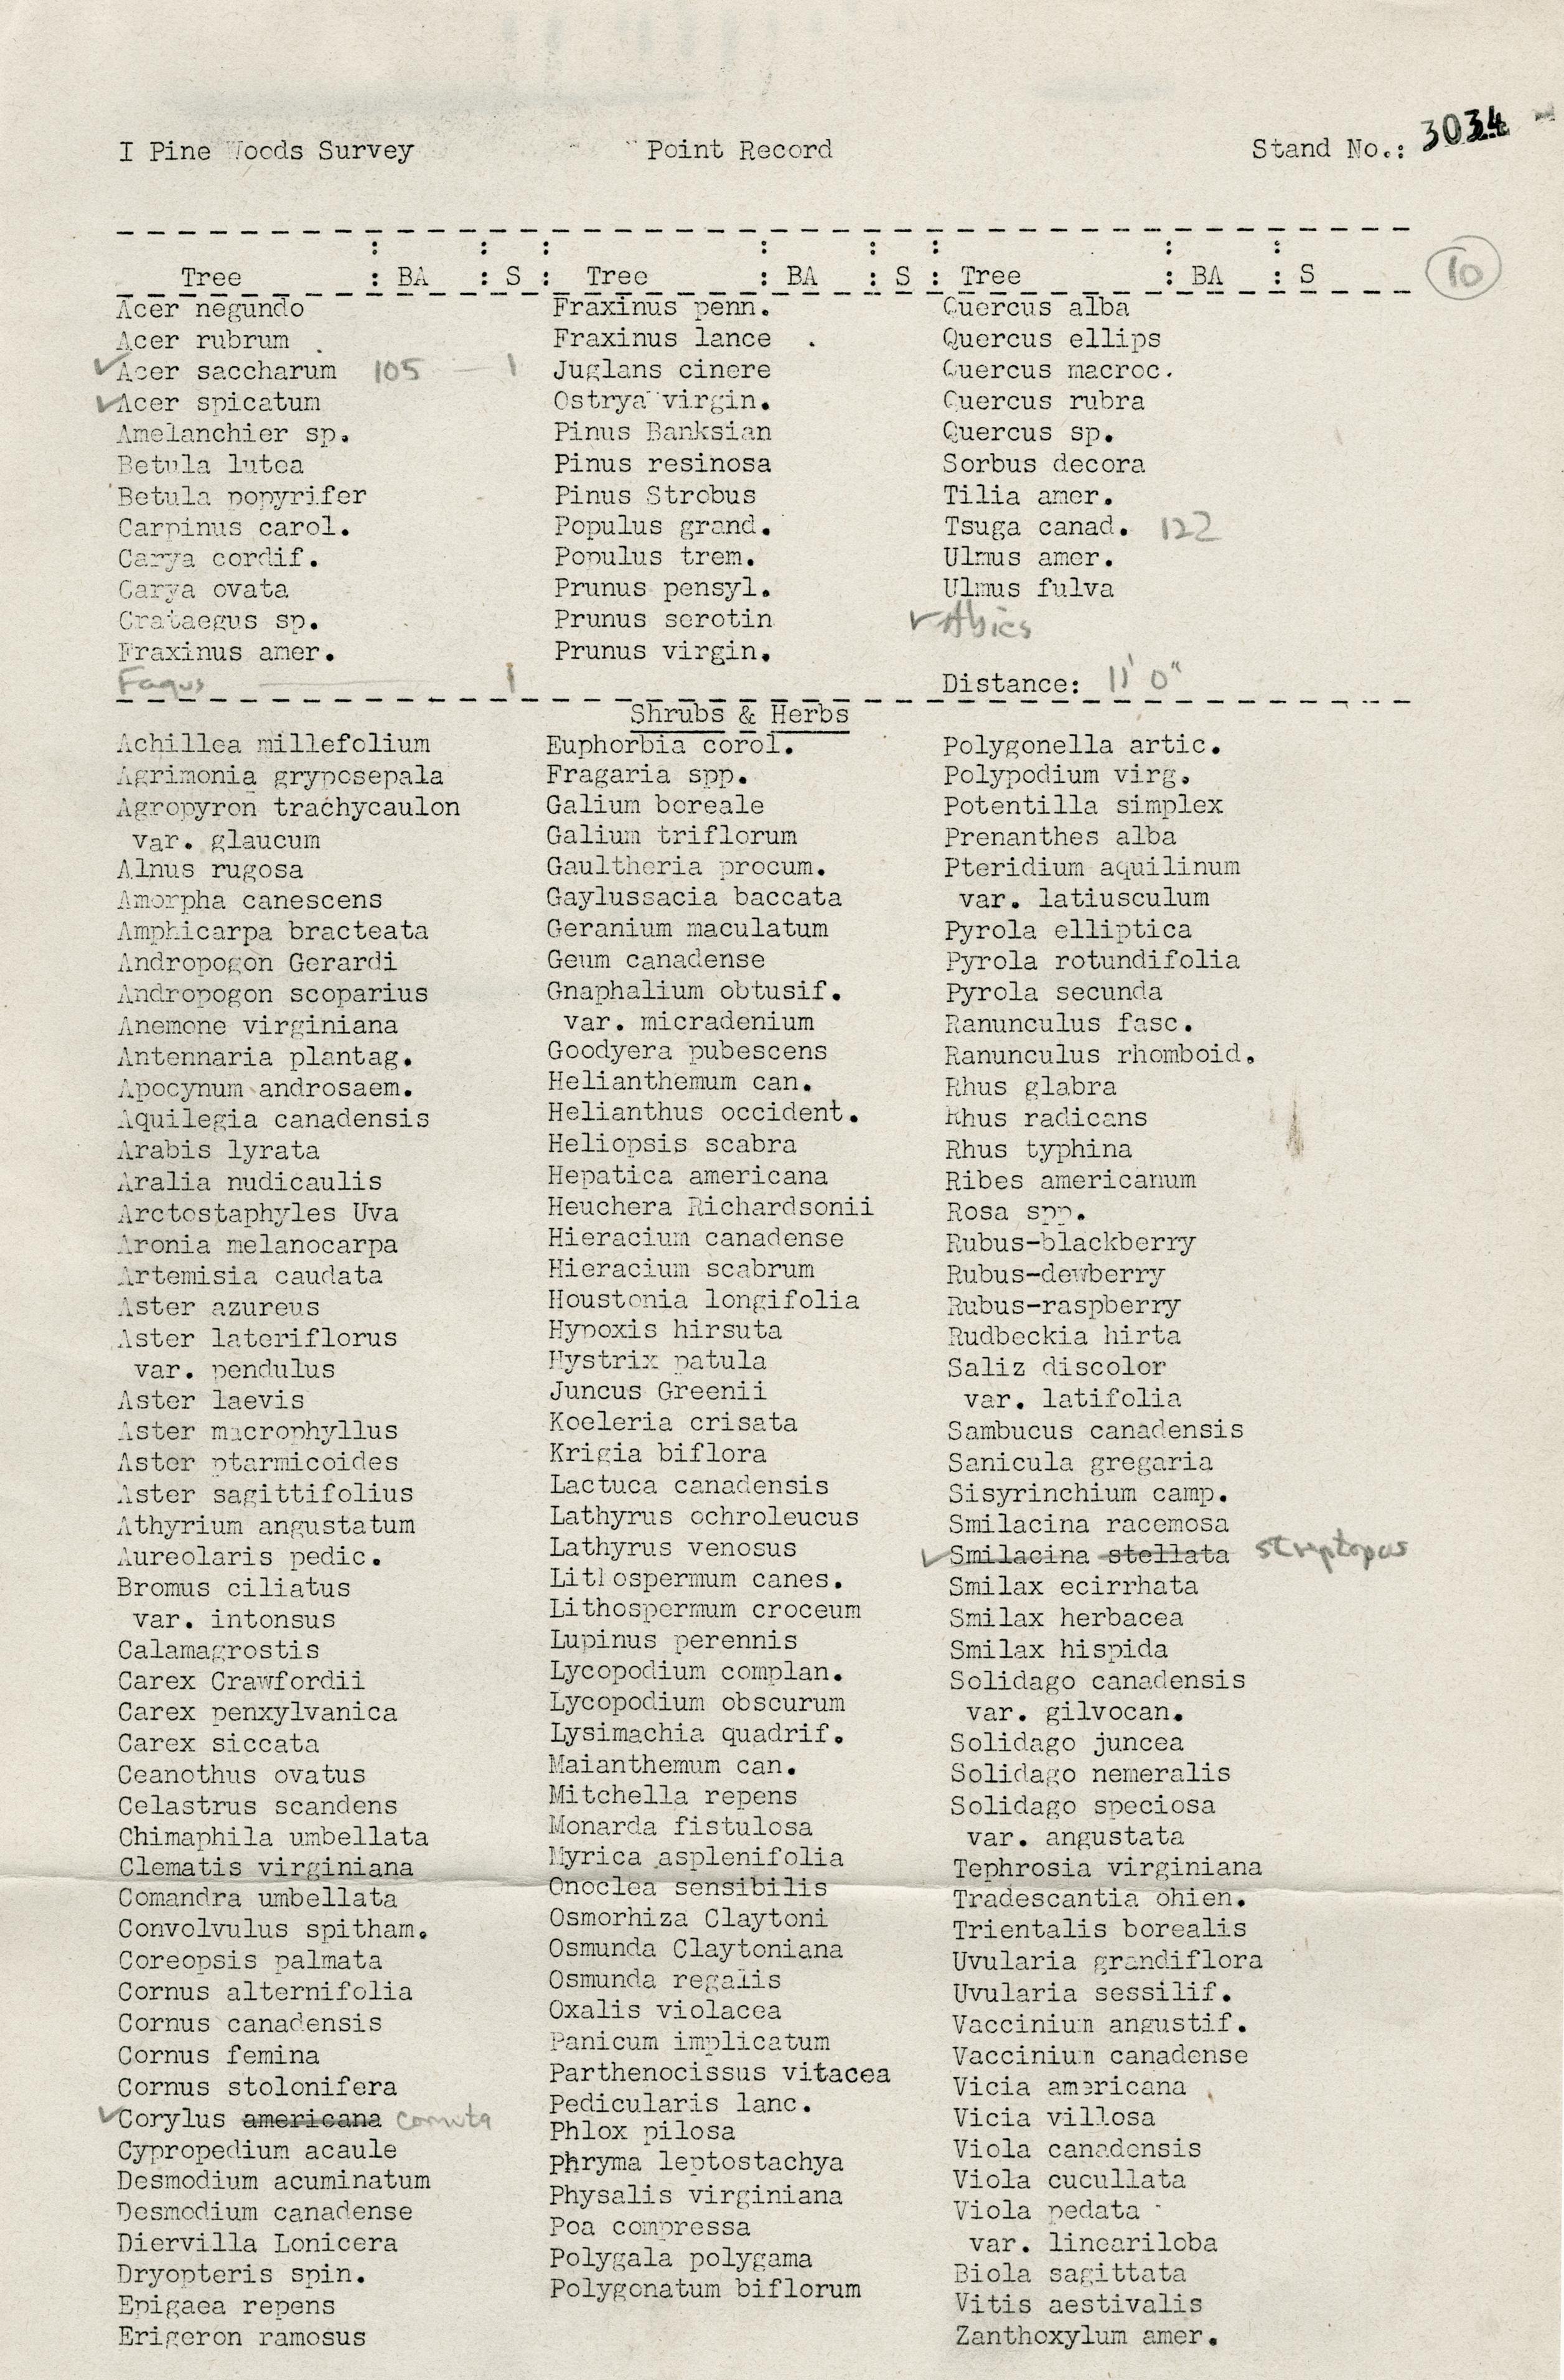 I Pine Woods Survey Point Record Stand No.: 3034
10
Tree : BA : S : Tree : BA : S : Tree : BA : S
Acer negundo
Acer rubrum
✓Acer saccharum 105 — 1
✓Acer spicatum
Amelanchier sp.
Betula lutea
Betula popyrifer
Carpinus carol.
Carya cordif.
Carya ovata
Crataegus sp.
Fraxinus amer.
Fagus — 1
Fraxinus penn.
Fraxinus lance
Juglans cinere
Ostrya virgin.
Pinus Banksian
Pinus resinosa
Pinus Strobus
Populus grand.
Populus trem.
Prunus pensyl.
Prunus serotin
Prunus virgin.
Quercus alba
Quercus ellips
Quercus macroc.
Quercus rubra
Quercus sp.
Sorbus decora
Tilia amer.
Tsuga canad. 122
Ulmus amer.
Ulmus fulva
✓Abies
Distance: 11' 0"
Shrubs & Herbs
Achillea millefolium
Agrimonia gryposepala
Agropyron trachycaulon
var. glaucum
Alnus rugosa
Amorpha canescens
Amphicarpa bracteata
Andropogon Gerardi
Andropogon scoparius
Anemone virginiana
Antennaria plantag.
Apocynum androsaem.
Aquilegia canadensis
Arabis lyrata
Aralia nudicaulis
Arctostaphyles Uva
Aronia melanocarpa
Artemisia caudata
Aster azureus
Aster lateriflorus
var. pendulus
Aster laevis
Aster macrophyllus
Aster ptarmicoides
Aster sagittifolius
Athyrium angustatum
Aureolaris pedic.
Bromus ciliatus
var. intonsus
Calamagrostis
Carex Crawfordii
Carex penxylvanica
Carex siccata
Ceanothus ovatus
Celastrus scandens
Chimaphila umbellata
Clematis virginiana
Comandra umbellata
Convolvulus spitham.
Coreopsis palmata
Cornus alternifolia
Cornus canadensis
Cornus femina
Cornus stolonifera
✓Corylus americana cornuta
Cypropedium acaule
Desmodium acuminatum
Desmodium canadense
Diervilla Lonicera
Dryopteris spin.
Epigaea repens
Erigeron ramosus
Euphorbia corol.
Fragaria spp.
Galium boreale
Galium triflorum
Gaultheria procum.
Gaylussacia baccata
Geranium maculatum
Geum canadense
Gnaphalium obtusif.
var. micradenium
Goodyera pubescens
Helianthemum can.
Helianthus occident.
Heliopsis scabra
Hepatica americana
Heuchera Richardsonii
Hieracium canadense
Hieracium scabrum
Houstonia longifolia
Hypoxis hirsuta
Hystrix patula
Juncus Greenii
Koeleria crisata
Krigia biflora
Lactuca canadensis
Lathyrus ochroleucus
Lathyrus venosus
Lithospermum canes.
Lithospermum croceum
Lupinus perennis
Lycopodium complan.
Lycopodium obscurum
Lysimachia quadrif.
Maianthemum can.
Mitchella repens
Monarda fistulosa
Myrica asplenifolia
Onoclea sensibilis
Osmorhiza Claytoni
Osmunda Claytoniana
Osmunda regalis
Oxalis violacea
Panicum implicatum
Parthenocissus vitacea
Pedicularis lanc.
Phlox pilosa
Phryma leptostachya
Physalis virginiana
Poa compressa
Polygala polygama
Polygonatum biflorum
Polygonella artic.
Polypodium virg.
Potentilla simplex
Prenanthes alba
Pteridium aquilinum
var. latiusculum
Pyrola elliptica
Pyrola rotundifolia
Pyrola secunda
Ranunculus fasc.
Ranunculus rhomboid.
Rhus glabra
Rhus radicans
Rhus typhina
Ribes americanum
Rosa spp.
Rubus-blackberry
Rubus-dewberry
Rubus-raspberry
Rudbeckia hirta
Saliz discolor
var. latifolia
Sambucus canadensis
Sanicula gregaria
Sisyrinchium camp.
Smilacina racemosa
✓Smilacina stellata streptopus
Smilax ecirrhata
Smilax herbacea
Smilax hispida
Solidago canadensis
var. gilvocan.
Solidago juncea
Solidago nemeralis
Solidago speciosa
var. angustata
Tephrosia virginiana
Tradescantia ohien.
Trientalis borealis
Uvularia grandiflora
Uvularia sessilif.
Vaccinium angustif.
Vaccinium canadense
Vicia americana
Vicia villosa
Viola canadensis
Viola cucullata
Viola pedata
var. lineariloba
Biola sagittata
Vitis aestivalis
Zanthoxylum amer.